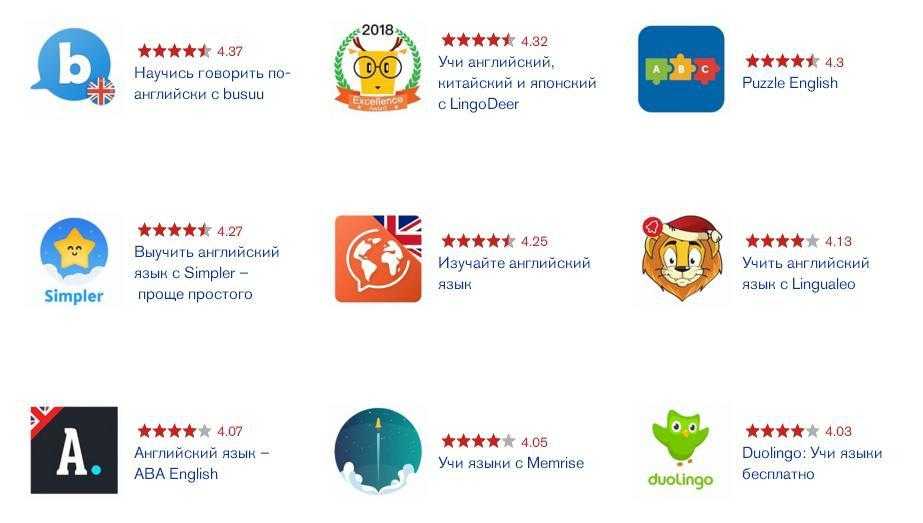 b
4.37
Научись говорить по-
английски с busuu
2018
Excellence
Award
4.32
Учи английский,
китайский и японский
с LingoDeer
A B C
4.3
Puzzle English
Simpler
4.27
Выучить английский
язык с Simpler –
проще простого
4.25
Изучайте английский
язык
4.13
Учить английский
язык с Lingualeo
A.
4.07
Английский язык –
ABA English
4.05
Учи языки с Memrise
duolingo
4.03
Duolingo: Учи языки
бесплатно